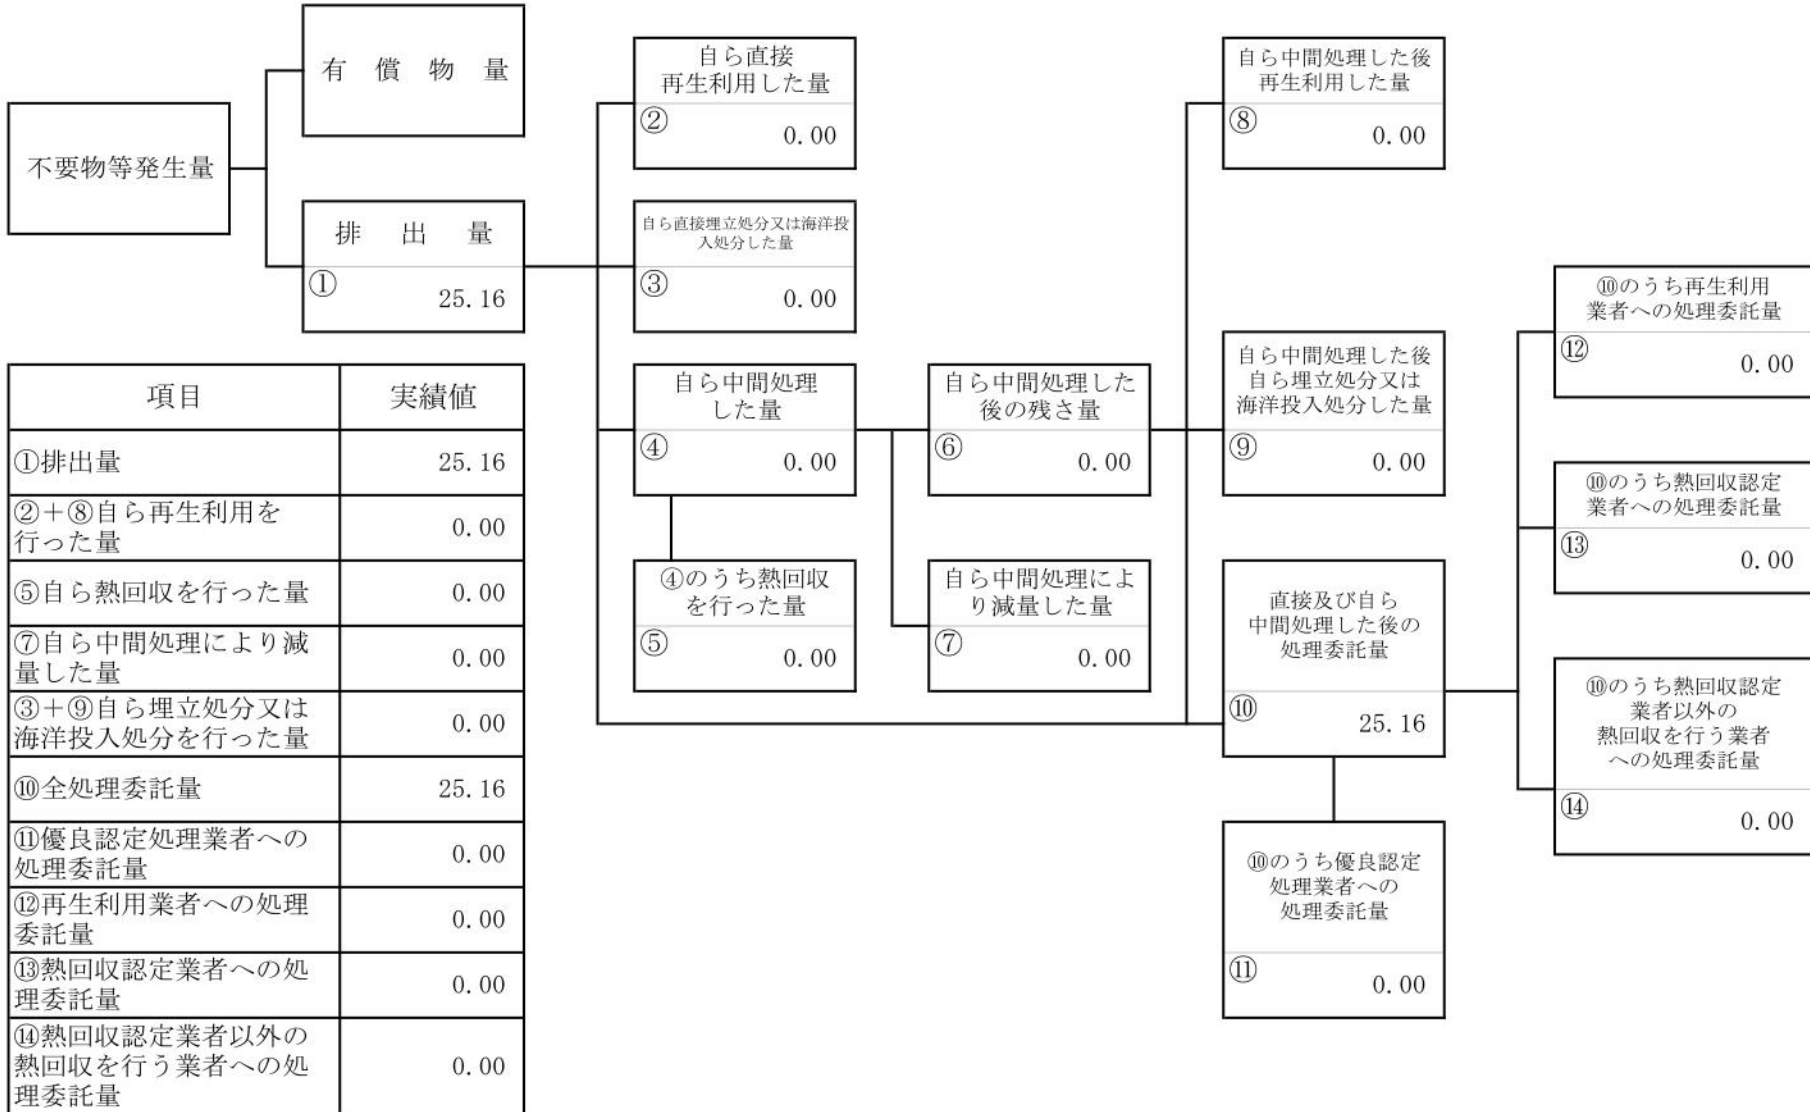 有償物量
不要物等発生量
排出量
①
25.16
自ら直接
再生利用した量
②
0.00
自ら直接埋立処分又は海洋投
入処分した量
③
0.00
自ら中間処理
した量
④
0.00
④のうち熱回収
を行った量
⑤
0.00
自ら中間処理した
後の残さ量
⑥
0.00
自ら中間処理によ
り減量した量
⑦
0.00
自ら中間処理した後
再生利用した量
⑧
0.00
自ら中間処理した後
自ら埋立処分又は
海洋投入処分した量
⑨
0.00
直接及び自ら
中間処理した後の
処理委託量
⑩
25.16
⑩のうち優良認定
処理業者への
処理委託量
⑪
0.00
⑩のうち再生利用
業者への処理委託量
⑫
0.00
⑩のうち熱回収認定
業者への処理委託量
⑬
0.00
⑩のうち熱回収認定
業者以外の
熱回収を行う業者
への処理委託量
⑭
0.00
項目 実績値
①排出量 25.16
②+⑧自ら再生利用を
行った量
0.00
⑤自ら熱回収を行った量 0.00
⑦自ら中間処理により減
量した量
0.00
③+⑨自ら埋立処分又は
海洋投入処分を行った量
0.00
⑩全処理委託量 25.16
⑪優良認定処理業者への
処理委託量
0.00
⑫再生利用業者への処理
委託量
0.00
⑬熱回収認定業者への処
理委託量
0.00
⑭熱回収認定業者以外の
熱回収を行う業者への処
理委託量
0.00